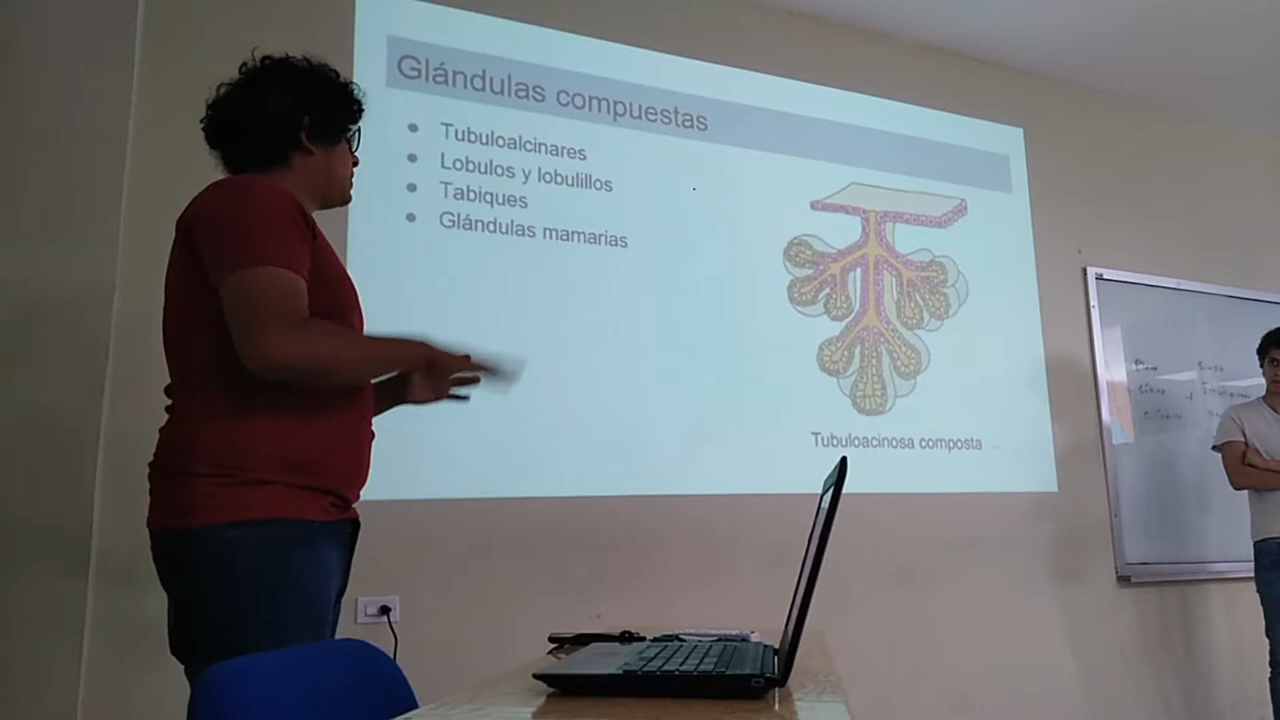 Glándulas compuestas
Tubuloalcinares
Lobulos y lobulillos
Tabiques
Glándulas mamarias
Tubuloacinosa composta